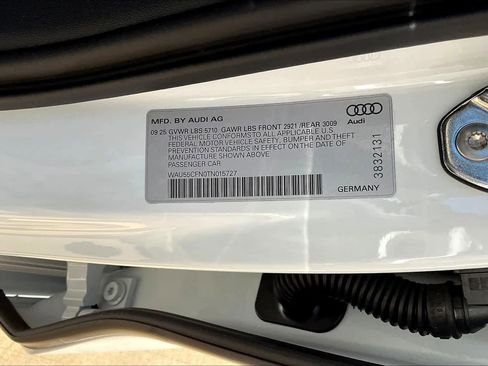 MFD. BY AUDI AG
09 25 GVWR LBS 5710 GAWR LBS FRONT 2921 /REAR 3009
THIS VEHICLE CONFORMS TO ALL APPLICABLE U.S.
FEDERAL MOTOR VEHICLE SAFETY, BUMPER AND THEFT
PREVENTION STANDARDS IN EFFECT ON THE DATE OF
MANUFACTURE SHOWN ABOVE.
PASSENGER CAR
WAU55CFN0TN015727
Audi
3832131
GERMANY